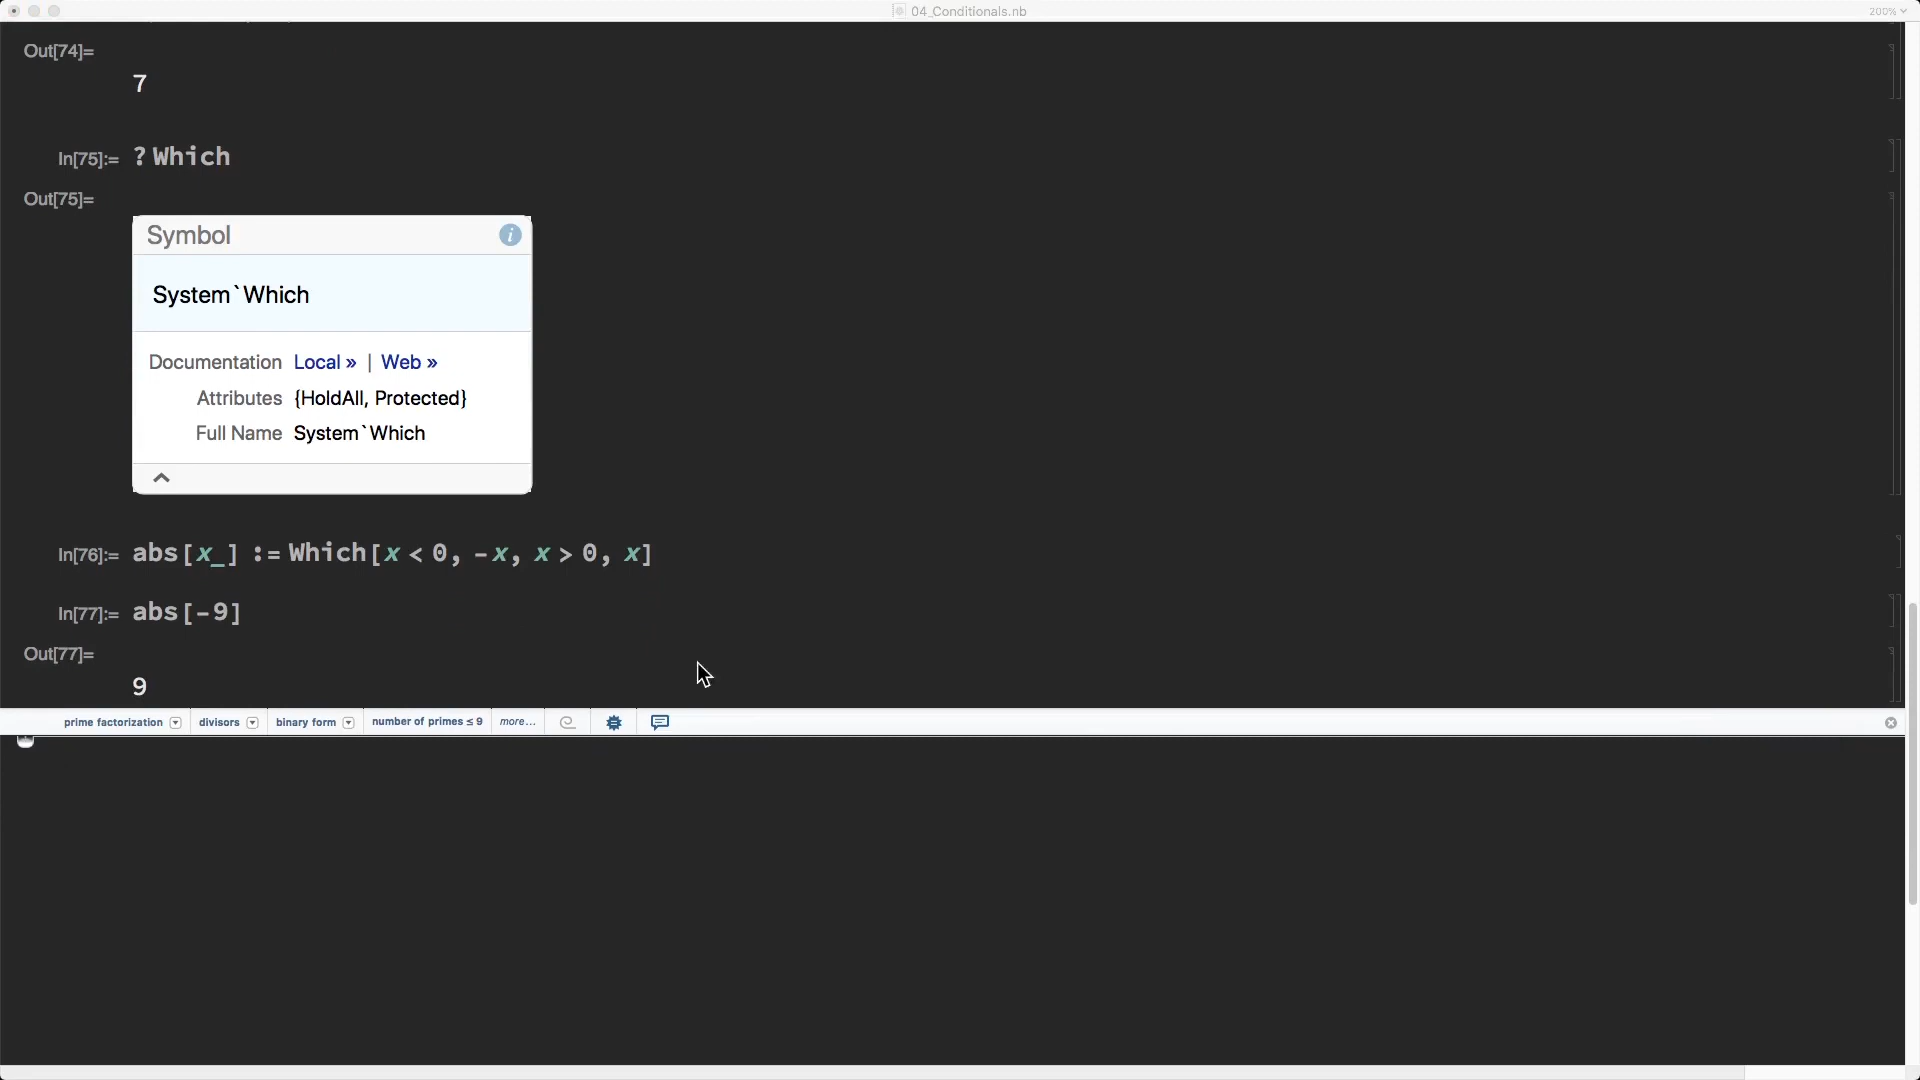 04_Conditionals.nb
200%
Out[74]=
7
In[75]:= ? Which
Out[75]=
Symbol
System`Which
Documentation Local » | Web »
Attributes {HoldAll, Protected}
Full Name System`Which
In[76]:= abs[x_] := Which[x < 0, -x, x > 0, x]
In[77]:= abs[-9]
Out[77]=
9
prime factorization divisors binary form number of primes ≤ 9 more...